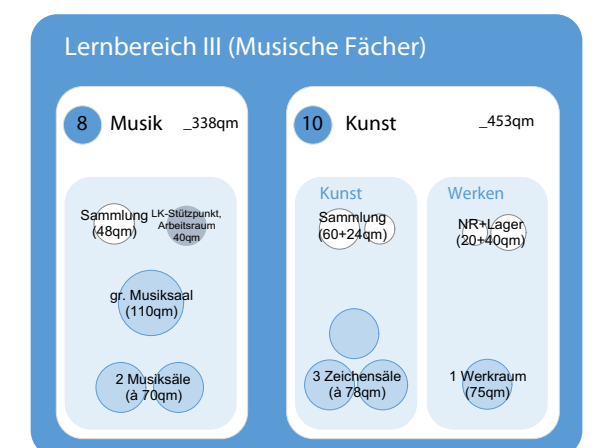 Lernbereich III (Musische Fächer)
8 Musik _338qm
Sammlung
(48qm)
LK-Stützpunkt,
Arbeitsraum
40qm
gr. Musiksaal
(110qm)
2 Musiksäle
(à 70qm)
10 Kunst _453qm
Kunst
Sammlung
(60+24qm)
3 Zeichensäle
(à 78qm)
Werken
NR+Lager
(20+40qm)
1 Werkraum
(75qm)